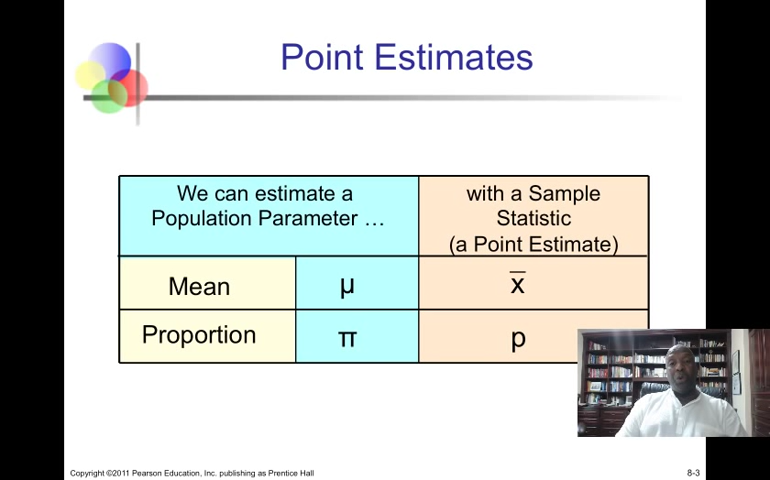 Point Estimates
We can estimate a
Population Parameter …
with a Sample
Statistic
(a Point Estimate)
Mean
μ
x̅
Proportion
π
p
Copyright ©2011 Pearson Education, Inc. publishing as Prentice Hall
8-3